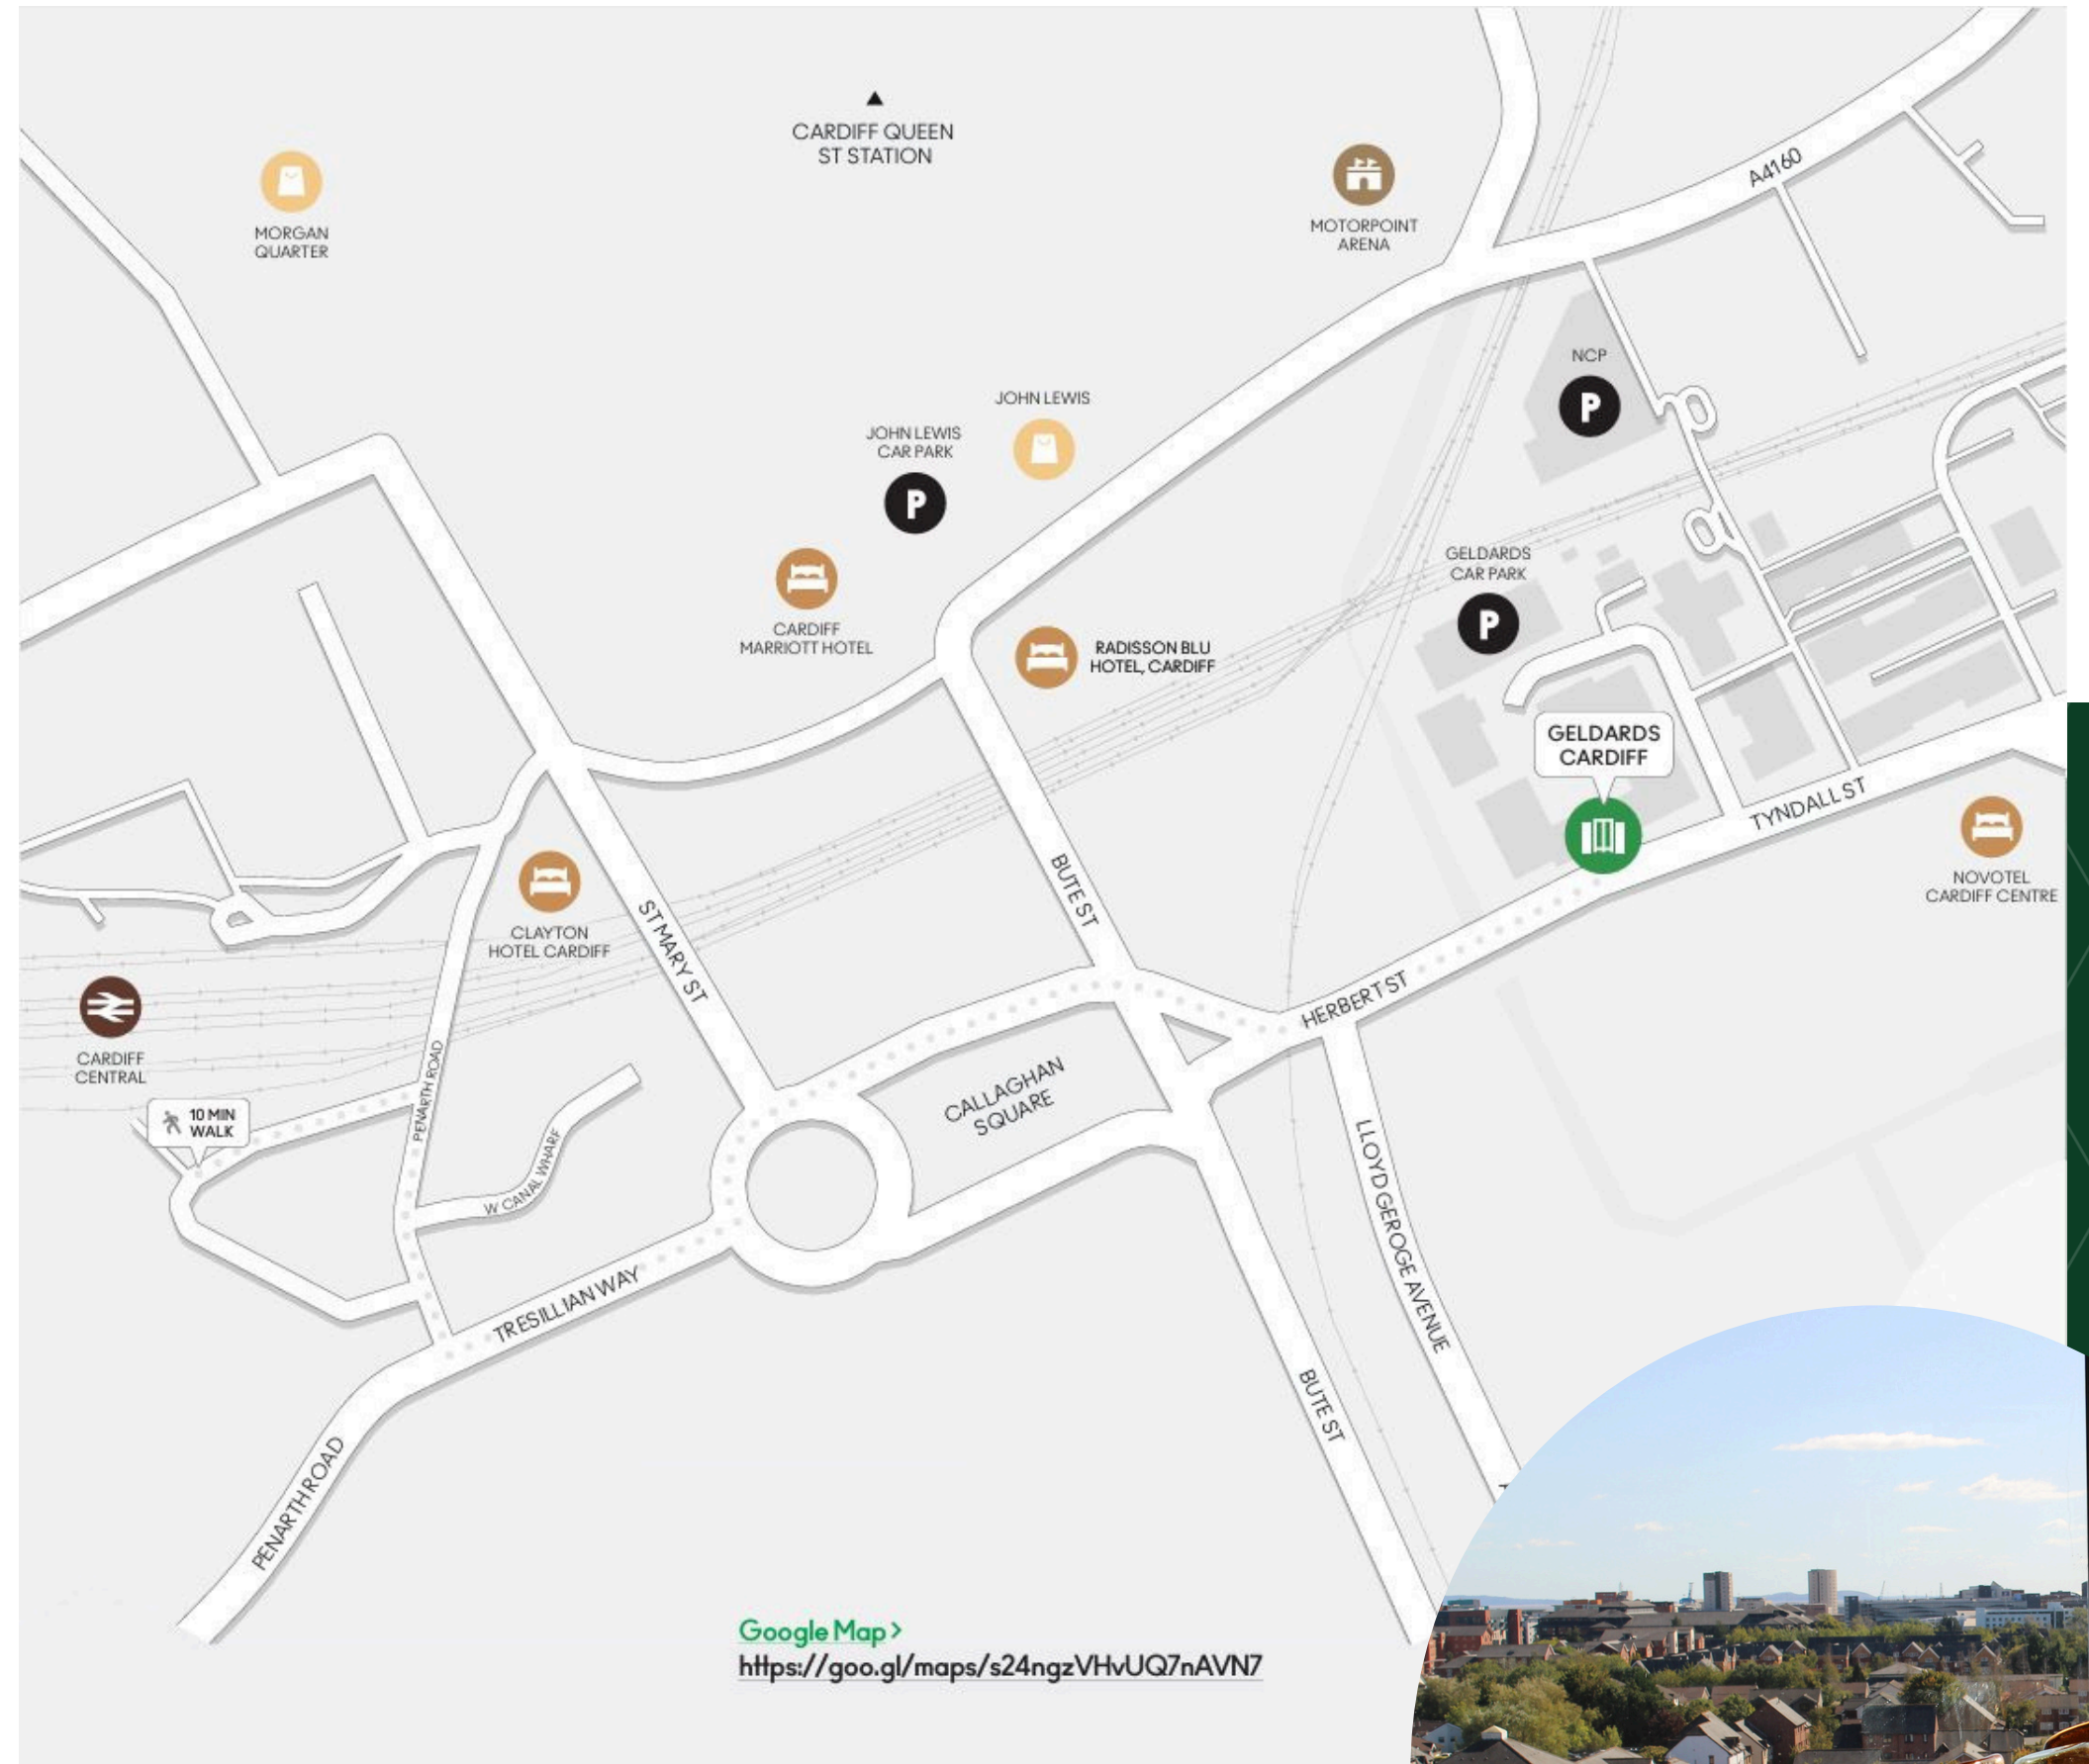 CARDIFF QUEEN
ST STATION
MORGAN
QUARTER
MOTORPOINT
ARENA
A4160
NCP
P
JOHN LEWIS
JOHN LEWIS
CAR PARK
P
GELDARDS
CAR PARK
P
CARDIFF
MARRIOTT HOTEL
RADISSON BLU
HOTEL, CARDIFF
GELDARDS
CARDIFF
TYNDALL ST
NOVOTEL
CARDIFF CENTRE
BUTE ST
CLAYTON
HOTEL CARDIFF
ST MARY ST
HERBERT ST
CARDIFF
CENTRAL
10 MIN
WALK
PENARTH ROAD
W CANAL WHARF
CALLAGHAN
SQUARE
LLOYD GEROGE AVENUE
TRESILLIAN WAY
BUTE ST
PENARTH ROAD
Google Map >
https://goo.gl/maps/s24ngzVHvUQ7nAVN7